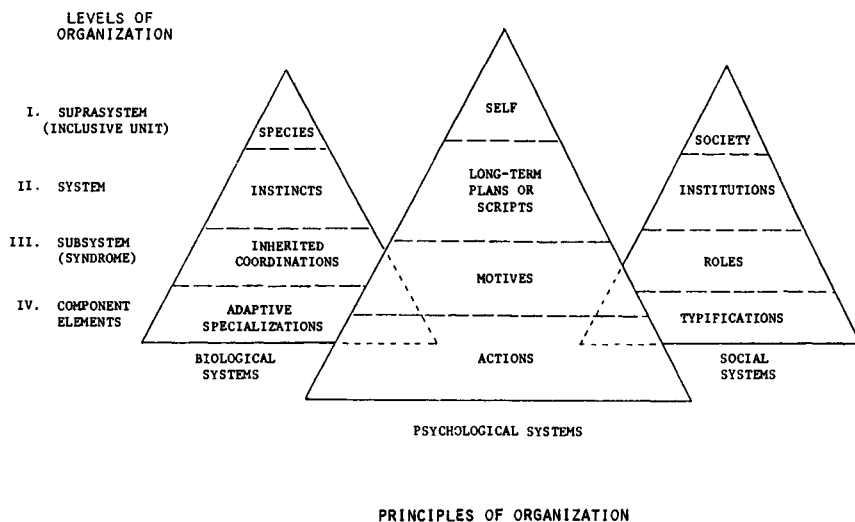 LEVELS OF
ORGANIZATION
I. SUPRASYSTEM
(INCLUSIVE UNIT)
II. SYSTEM
III. SUBSYSTEM
(SYNDROME)
IV. COMPONENT
ELEMENTS
SPECIES
INSTINCTS
INHERITED
COORDINATIONS
ADAPTIVE
SPECIALIZATIONS
BIOLOGICAL
SYSTEMS
SELF
LONG-TERM
PLANS OR
SCRIPTS
MOTIVES
ACTIONS
PSYCHOLOGICAL SYSTEMS
SOCIETY
INSTITUTIONS
ROLES
TYPIFICATIONS
SOCIAL
SYSTEMS
PRINCIPLES OF ORGANIZATION